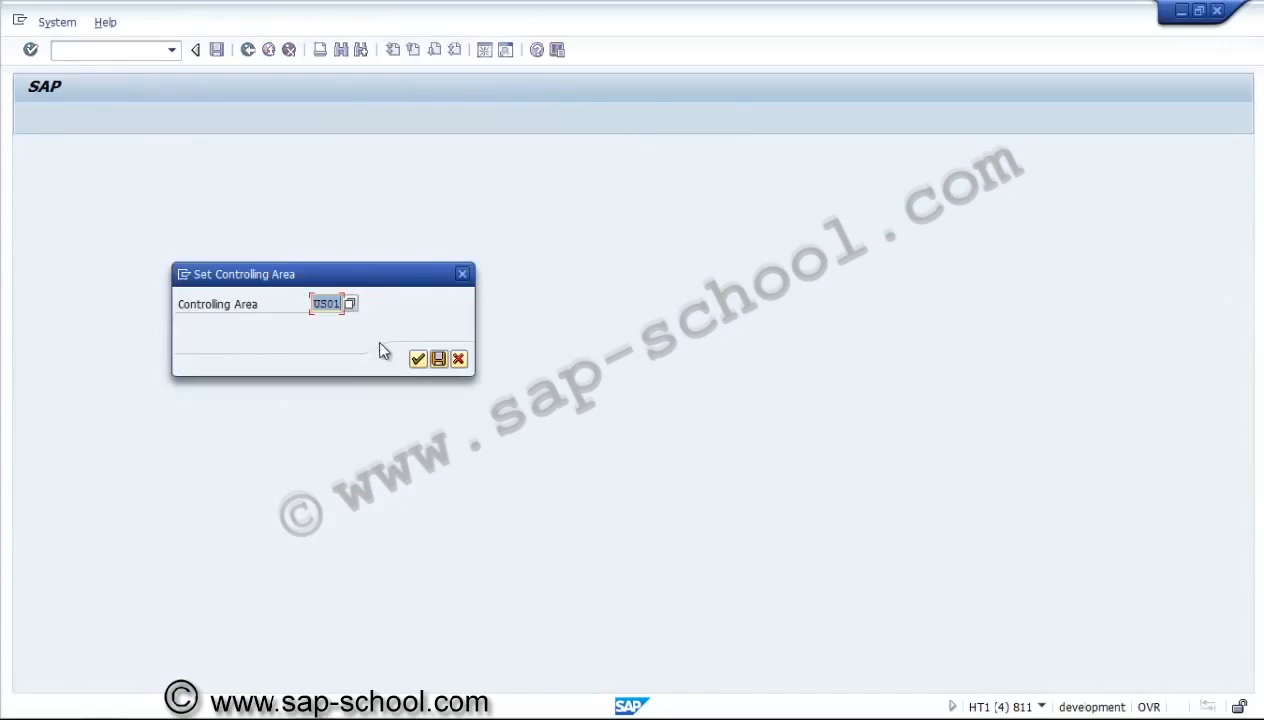 System Help
SAP
Set Controlling Area
Controlling Area US01
© www.sap-school.com
© www.sap-school.com
SAP
HT1 (4) 811 development OVR